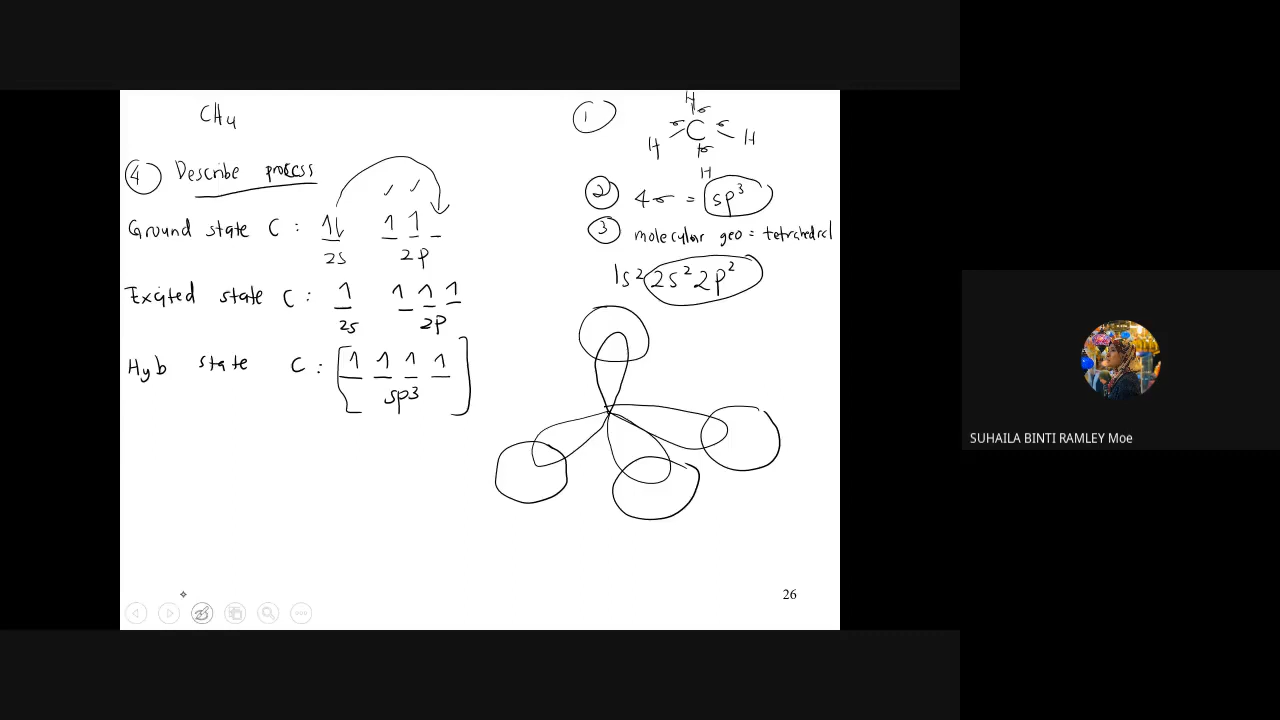 CH4
④ Describe process
Ground state C : 1l 1 1 _
2s 2p
Excited state C : 1 1 1 1
2s 2p
Hyb state C : [1 1 1 1]
sp3
①
H
σ
σ C σ
H σ H
H
② 4σ = sp³
③ molecular geo = tetrahedral
1s² 2s² 2p²
26
SUHAILA BINTI RAMLEY Moe